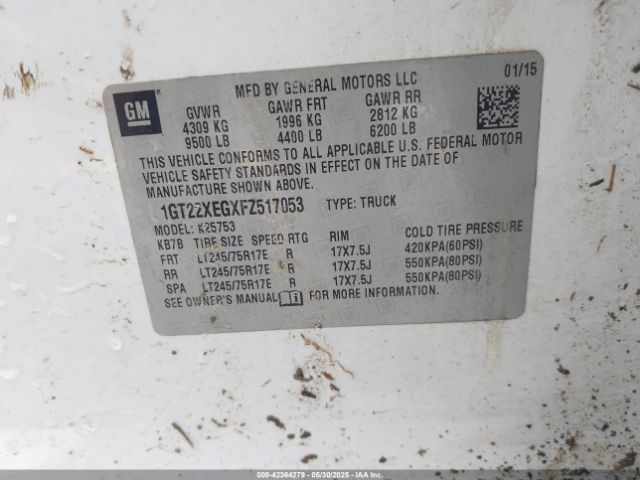 GM
MFD BY GENERAL MOTORS LLC 01/15
GVWR GAWR FRT GAWR RR
4309 KG 1996 KG 2812 KG
9500 LB 4400 LB 6200 LB
THIS VEHICLE CONFORMS TO ALL APPLICABLE U.S. FEDERAL MOTOR
VEHICLE SAFETY STANDARDS IN EFFECT ON THE DATE OF
MANUFACTURE SHOWN ABOVE.
1GT22XEGXFZ517053 TYPE: TRUCK
MODEL: K25753
KB7B TIRE SIZE SPEED RTG RIM COLD TIRE PRESSURE
FRT LT245/75R17E R 17X7.5J 420KPA(60PSI)
RR LT245/75R17E R 17X7.5J 550KPA(80PSI)
SPA LT245/75R17E R 17X7.5J 550KPA(80PSI)
SEE OWNER'S MANUAL FOR MORE INFORMATION.
000-42364279 - 05/30/2025 - IAAI.com